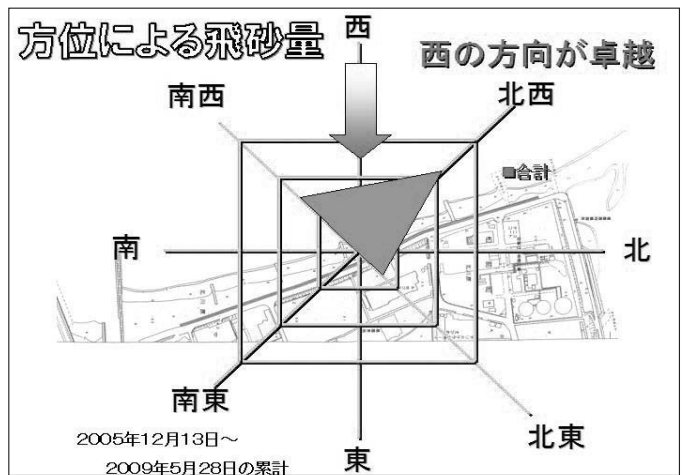 方位による飛砂量
西
西の方向が卓越
南西
北西
■合計
南
北
南東
北東
東
2005年12月13日～
2009年5月28日の累計